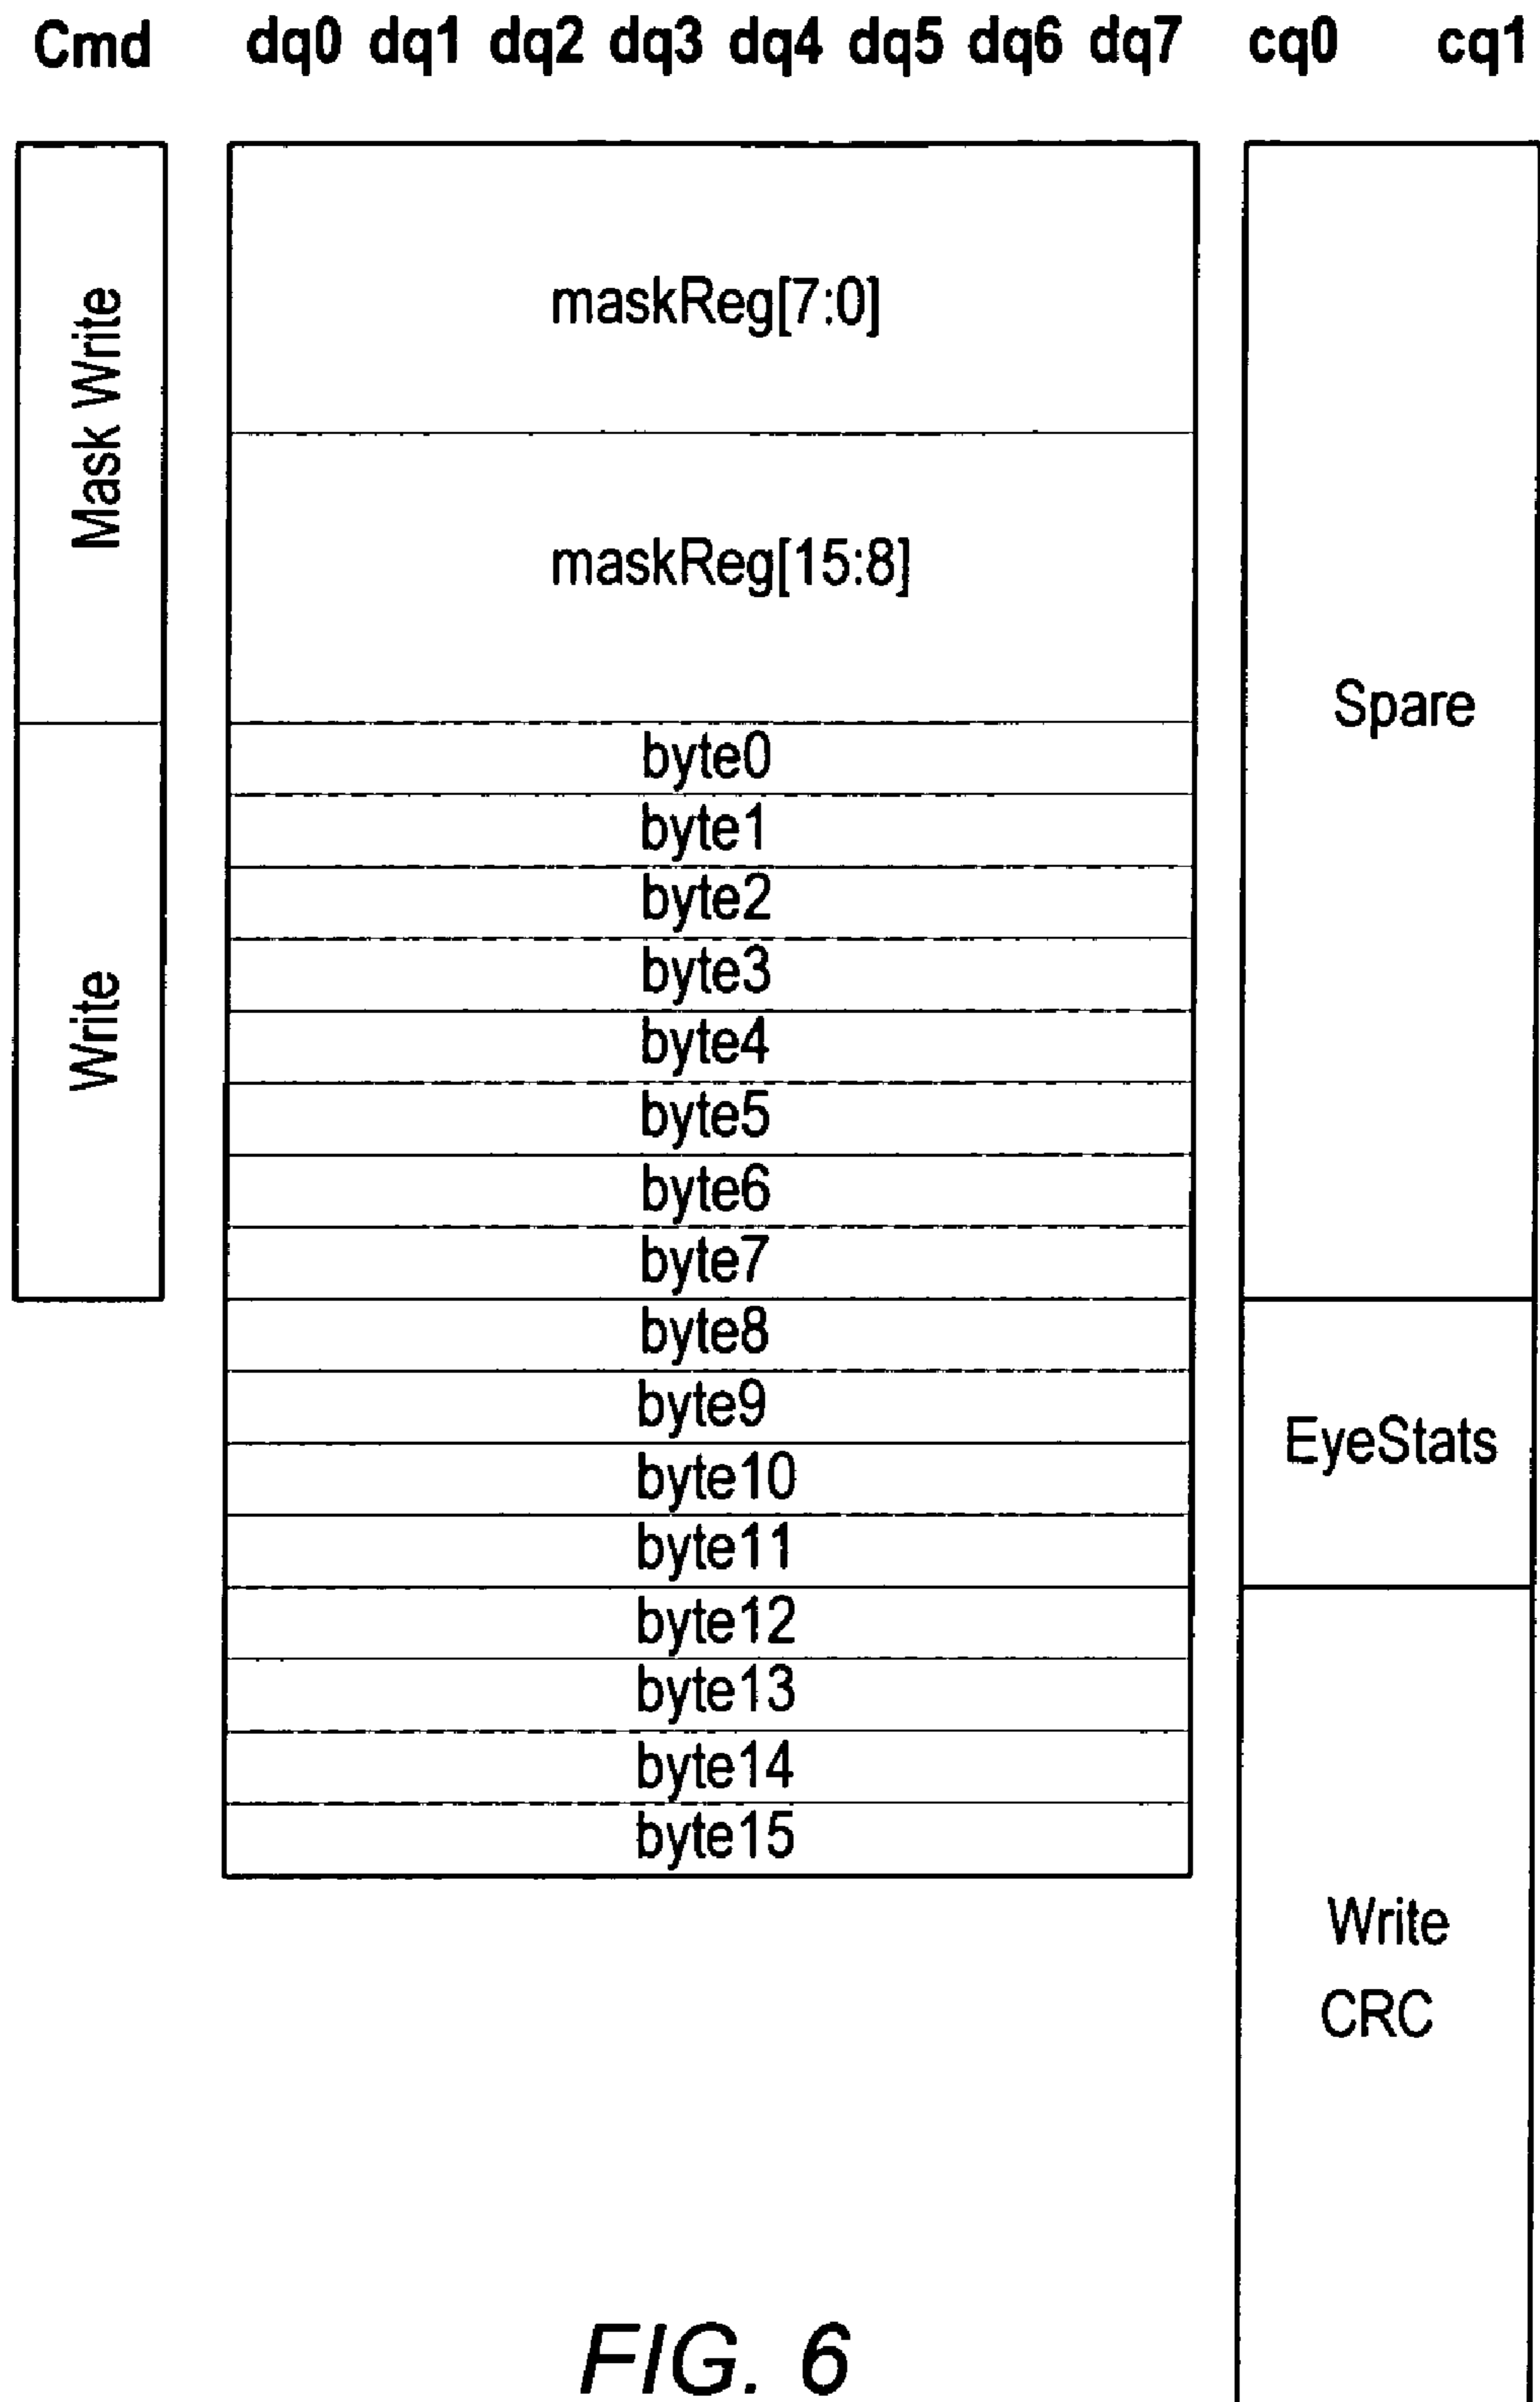 Cmd dq0 dq1 dq2 dq3 dq4 dq5 dq6 dq7 cq0 cq1
Mask Write
maskReg[7:0]
maskReg[15:8]
Spare
Write
byte0
byte1
byte2
byte3
byte4
byte5
byte6
byte7
byte8
byte9
byte10
byte11
EyeStats
byte12
byte13
byte14
byte15
Write
CRC
FIG. 6